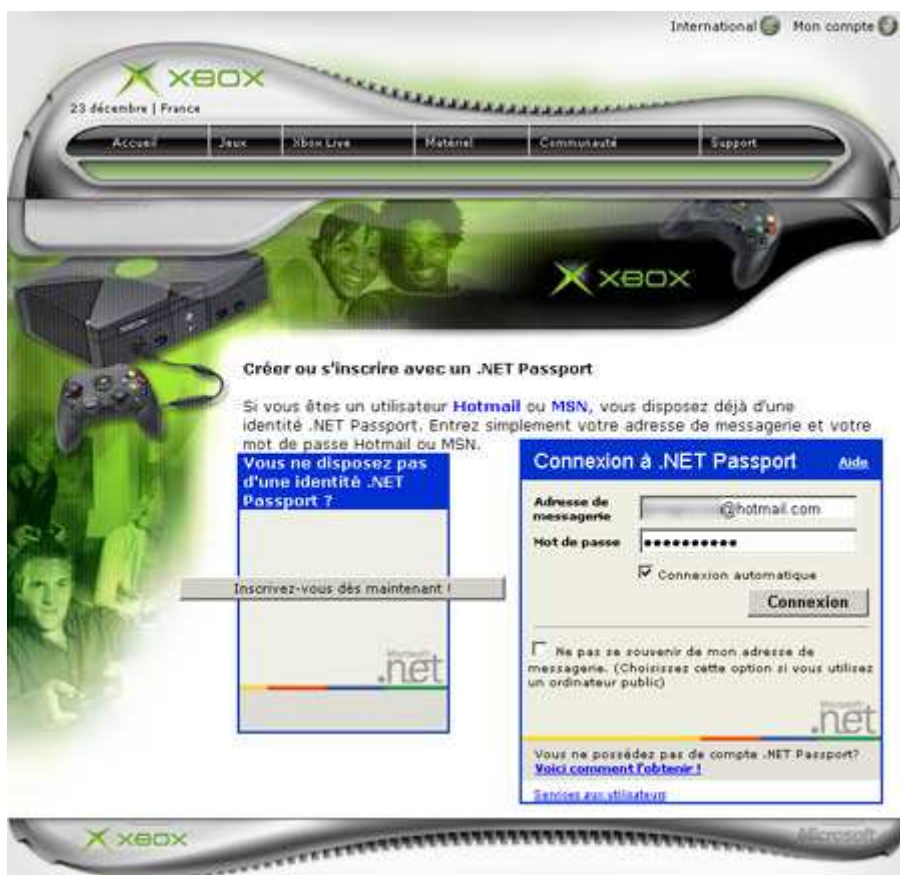 International Mon compte
XBOX
23 décembre | France
Accueil Jeux Xbox Live Matériel Communauté Support
XBOX
Créer ou s'inscrire avec un .NET Passport
Si vous êtes un utilisateur Hotmail ou MSN, vous disposez déjà d'une
identité .NET Passport. Entrez simplement votre adresse de messagerie et votre
mot de passe Hotmail ou MSN.
Vous ne disposez pas
d'une identité .NET
Passport ?
Inscrivez-vous dès maintenant !
Microsoft
.net
Connexion à .NET Passport Aide
Adresse de
messagerie
@hotmail.com
Mot de passe ●●●●●●●●●●
Connexion automatique
Connexion
Ne pas se souvenir de mon adresse de
messagerie. (Choisissez cette option si vous utilisez
un ordinateur public)
Microsoft
.net
Vous ne possédez pas de compte .NET Passport?
Voici comment l'obtenir !
Services aux utilisateurs
XBOX Microsoft